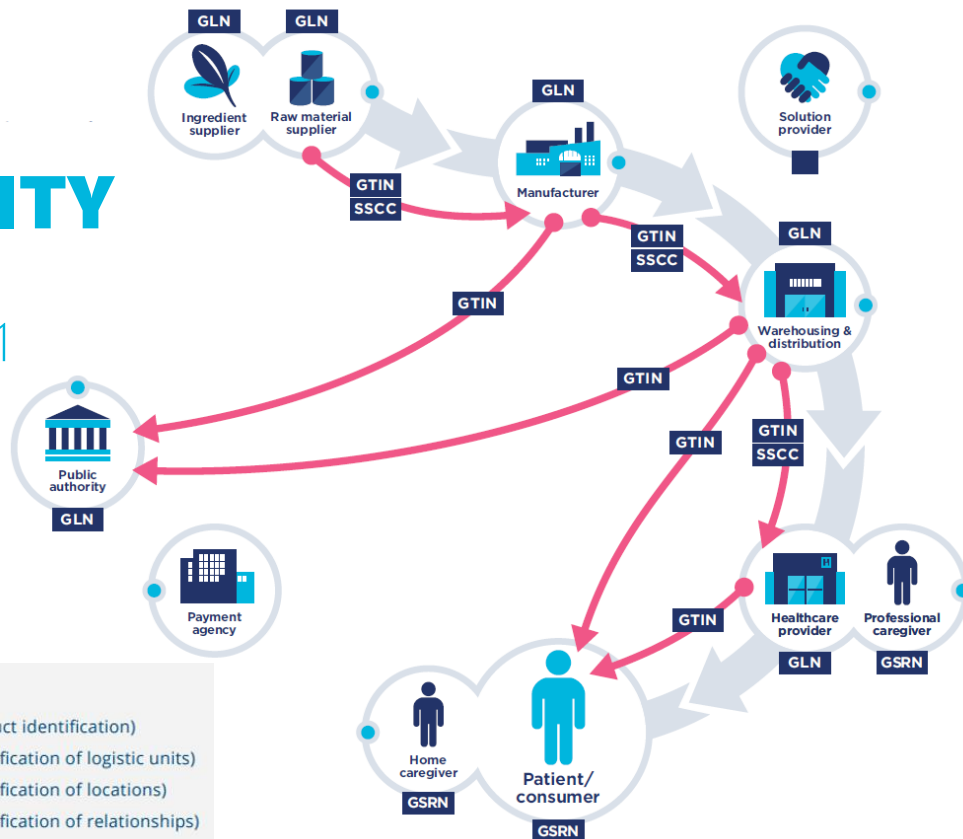 GLN
GLN
Ingredient
supplier
Raw material
supplier
GLN
Manufacturer
Solution
provider
ITY
GTIN
SSCC
GTIN
SSCC
GLN
Warehousing &
distribution
GTIN
1
GTIN
Public
authority
GLN
GTIN
GTIN
SSCC
Payment
agency
GTIN
H
Healthcare
provider
GLN
Professional
caregiver
GSRN
Home
caregiver
GSRN
Patient/
consumer
GSRN
ct identification)
fication of logistic units)
fication of locations)
fication of relationships)